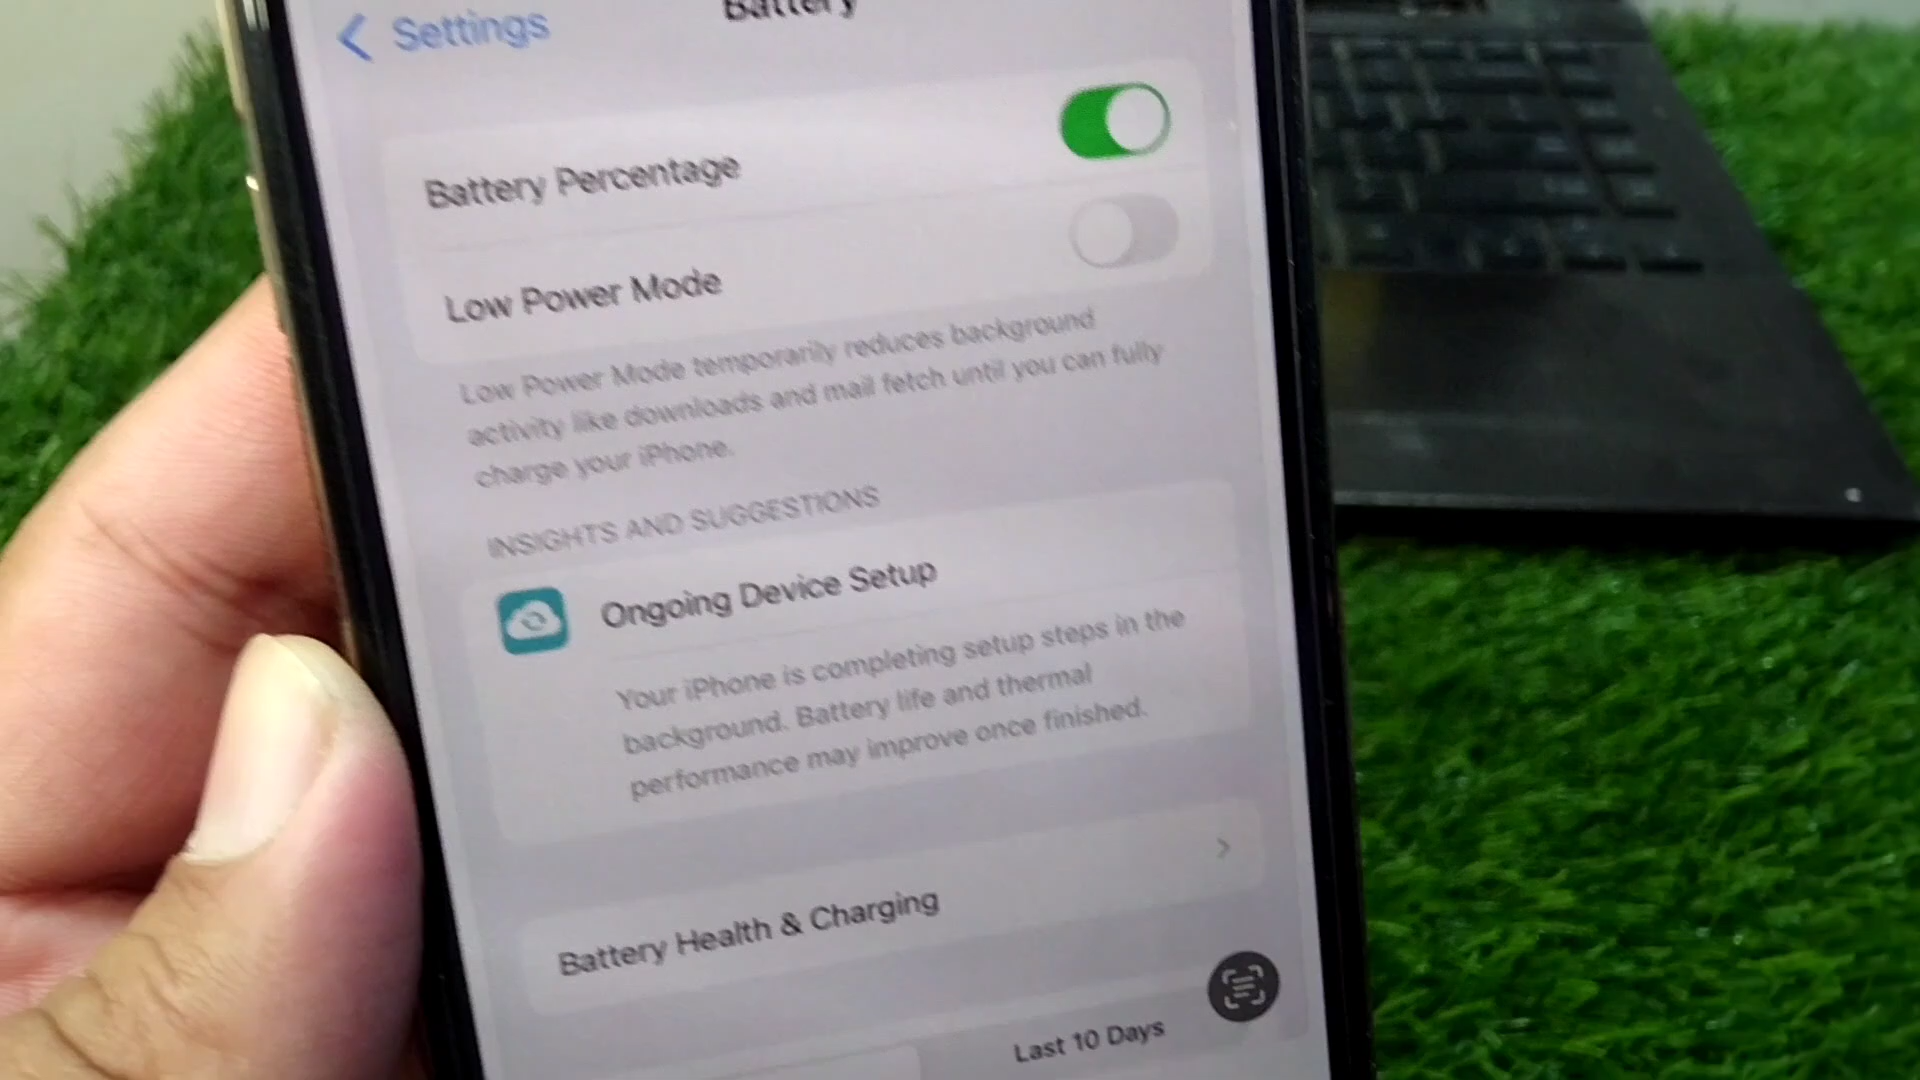 Battery
Settings
Battery Percentage
Low Power Mode
Low Power Mode temporarily reduces background
activity like downloads and mail fetch until you can fully
charge your iPhone.
INSIGHTS AND SUGGESTIONS
Ongoing Device Setup
Your iPhone is completing setup steps in the
background. Battery life and thermal
performance may improve once finished.
Battery Health & Charging
Last 10 Days